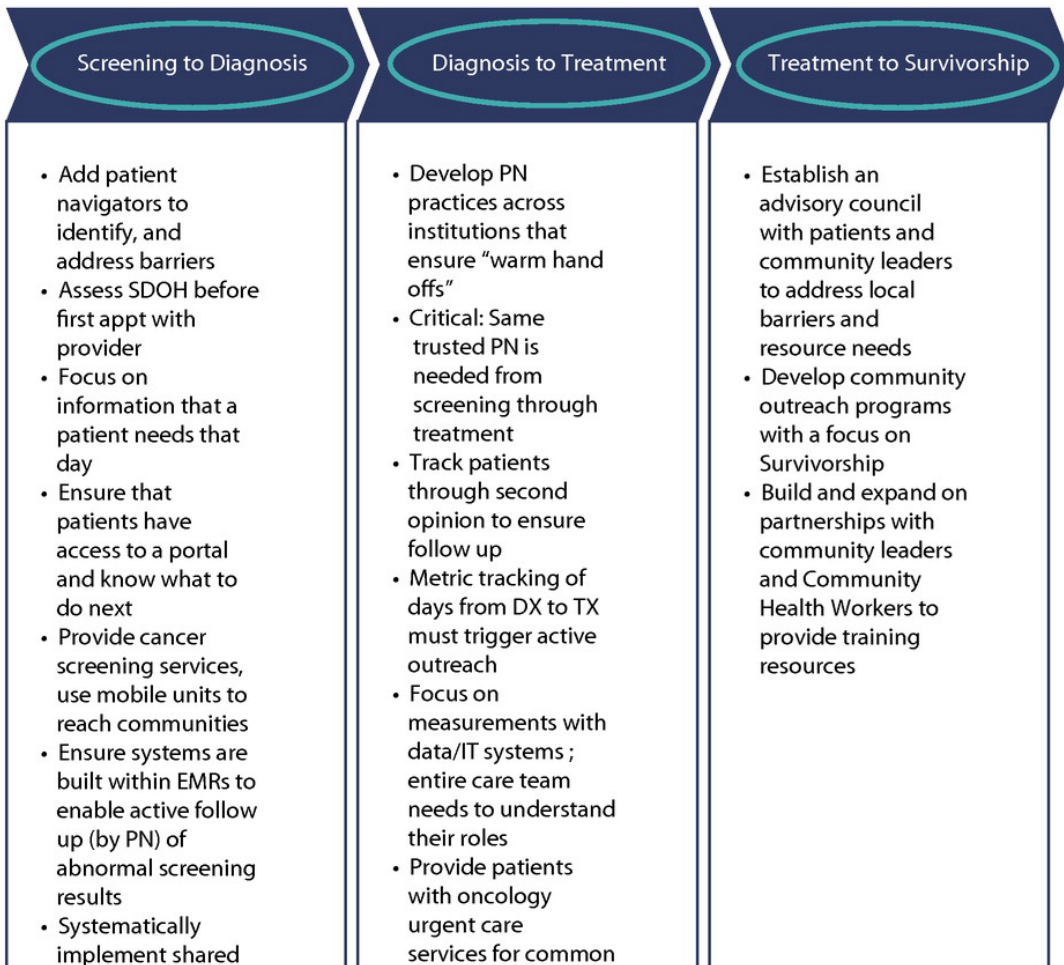 Screening to Diagnosis
Diagnosis to Treatment
Treatment to Survivorship
• Add patient
navigators to
identify, and
address barriers
• Assess SDOH before
first appt with
provider
• Focus on
information that a
patient needs that
day
• Ensure that
patients have
access to a portal
and know what to
do next
• Provide cancer
screening services,
use mobile units to
reach communities
• Ensure systems are
built within EMRs to
enable active follow
up (by PN) of
abnormal screening
results
• Systematically
implement shared
• Develop PN
practices across
institutions that
ensure “warm hand
offs”
• Critical: Same
trusted PN is
needed from
screening through
treatment
• Track patients
through second
opinion to ensure
follow up
• Metric tracking of
days from DX to TX
must trigger active
outreach
• Focus on
measurements with
data/IT systems ;
entire care team
needs to understand
their roles
• Provide patients
with oncology
urgent care
services for common
• Establish an
advisory council
with patients and
community leaders
to address local
barriers and
resource needs
• Develop community
outreach programs
with a focus on
Survivorship
• Build and expand on
partnerships with
community leaders
and Community
Health Workers to
provide training
resources